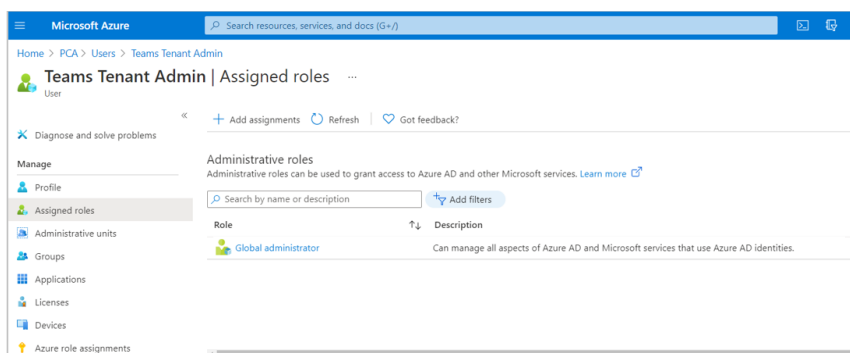 Microsoft Azure
Search resources, services, and docs (G+/)
Home > PCA > Users > Teams Tenant Admin
Teams Tenant Admin | Assigned roles ...
User
«
Diagnose and solve problems
Manage
Profile
Assigned roles
Administrative units
Groups
Applications
Licenses
Devices
Azure role assignments
Add assignments Refresh Got feedback?
Administrative roles
Administrative roles can be used to grant access to Azure AD and other Microsoft services. Learn more
Search by name or description Add filters
Role Description
Global administrator Can manage all aspects of Azure AD and Microsoft services that use Azure AD identities.